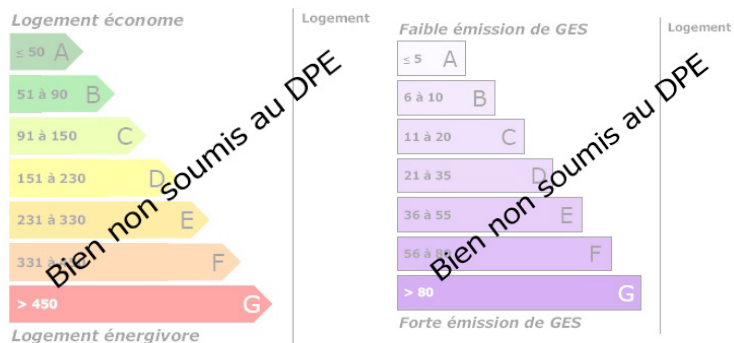 Logement économe
Logement
≤ 50 A
51 à 90 B
91 à 150 C
151 à 230 D
231 à 330 E
331 à F
> 450 G
Logement énergivore
Bien non soumis au DPE
Faible émission de GES
Logement
≤ 5 A
6 à 10 B
11 à 20 C
21 à 35 D
36 à 55 E
56 à 80 F
> 80 G
Forte émission de GES
Bien non soumis au DPE